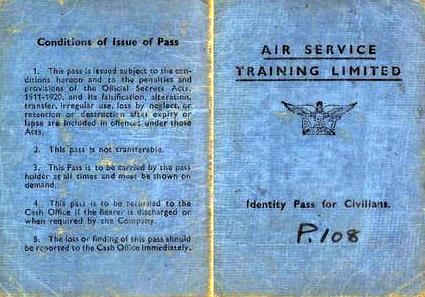 Conditions of Issue of Pass
1. This pass is issued subject to the con-
ditions hereon and to the penalties and
provisions of the Official Secrets Acts,
1911-1920, and its falsification, alteration,
transfer, irregular use, loss by neglect, or
retention or destruction after expiry or
lapse are included in offences under those
Acts.
2. This pass is not transferable.
3. This Pass is to be carried by the pass
holder at all times and must be shown on
demand.
4. This pass is to be returned to the
Cash Office if the Bearer is discharged or
when required by the Company.
5. The loss or finding of this pass should
be reported to the Cash Office immediately.
AIR SERVICE
TRAINING LIMITED
Identity Pass for Civilians.
P.108